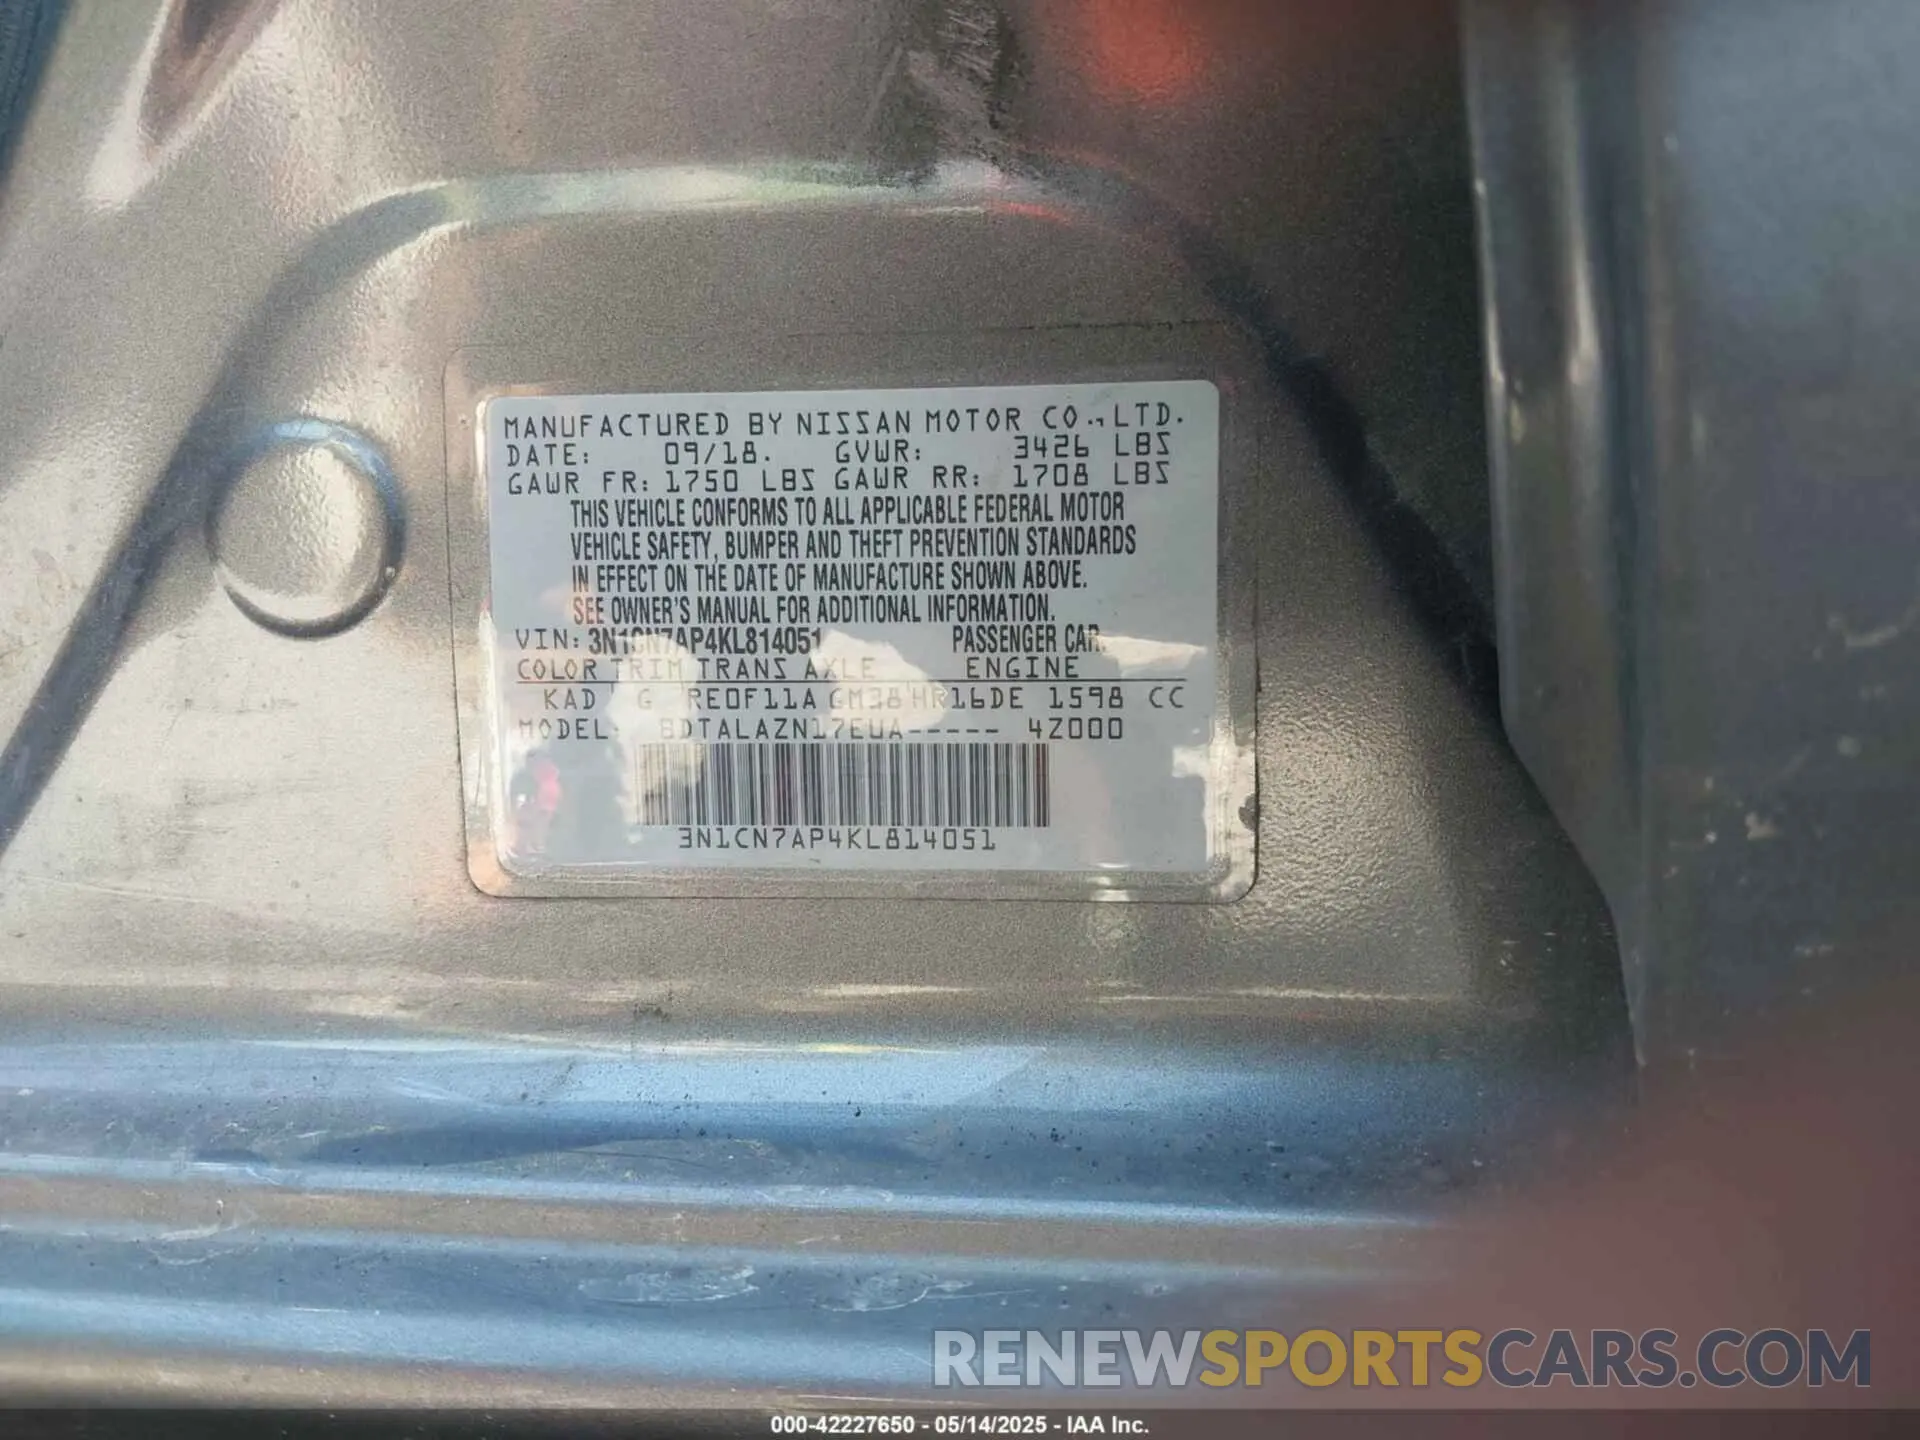 MANUFACTURED BY NISSAN MOTOR CO., LTD.
DATE: 09/18. GVWR: 3426 LBS
GAWR FR: 1750 LBS GAWR RR: 1708 LBS
THIS VEHICLE CONFORMS TO ALL APPLICABLE FEDERAL MOTOR
VEHICLE SAFETY, BUMPER AND THEFT PREVENTION STANDARDS
IN EFFECT ON THE DATE OF MANUFACTURE SHOWN ABOVE.
SEE OWNER'S MANUAL FOR ADDITIONAL INFORMATION.
VIN: 3N1CN7AP4KL814051 PASSENGER CAR.
COLOR TRIM TRANS AXLE ENGINE
KAD G RE0F11A GM38 HR16DE 1598 CC
MODEL: BDTALAZN17EUA----- 4Z000
3N1CN7AP4KL814051
RENEWSPORTSCARS.COM
000-42227650 - 05/14/2025 - IAA Inc.